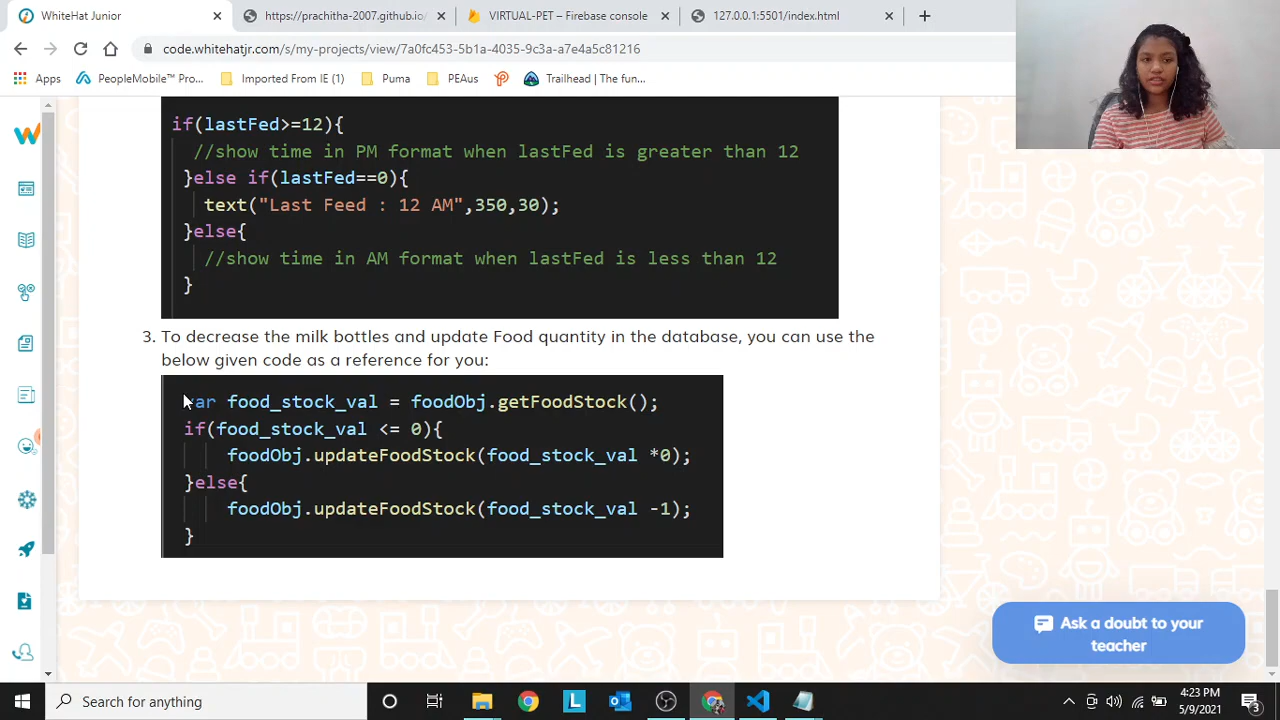 WhiteHat Junior
https://prachitha-2007.github.io/
VIRTUAL-PET – Firebase console
127.0.0.1:5501/index.html
code.whitehatjr.com/s/my-projects/view/7a0fc453-5b1a-4035-9c3a-a7e4a5c81216
Apps
PeopleMobile™ Pro...
Imported From IE (1)
Puma
PEAus
Trailhead | The fun...
if(lastFed>=12){
//show time in PM format when lastFed is greater than 12
}else if(lastFed==0){
text("Last Feed : 12 AM",350,30);
}else{
//show time in AM format when lastFed is less than 12
}
3. To decrease the milk bottles and update Food quantity in the database, you can use the
below given code as a reference for you:
var food_stock_val = foodObj.getFoodStock();
if(food_stock_val <= 0){
foodObj.updateFoodStock(food_stock_val *0);
}else{
foodObj.updateFoodStock(food_stock_val -1);
}
Ask a doubt to your
teacher
Search for anything
4:23 PM
5/9/2021
3